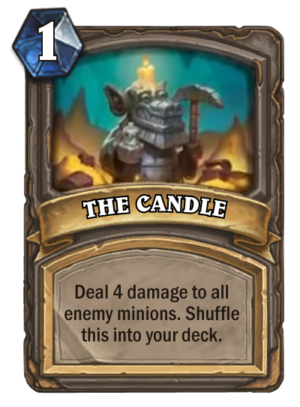 1
THE CANDLE
Deal 4 damage to all
enemy minions. Shuffle
this into your deck.